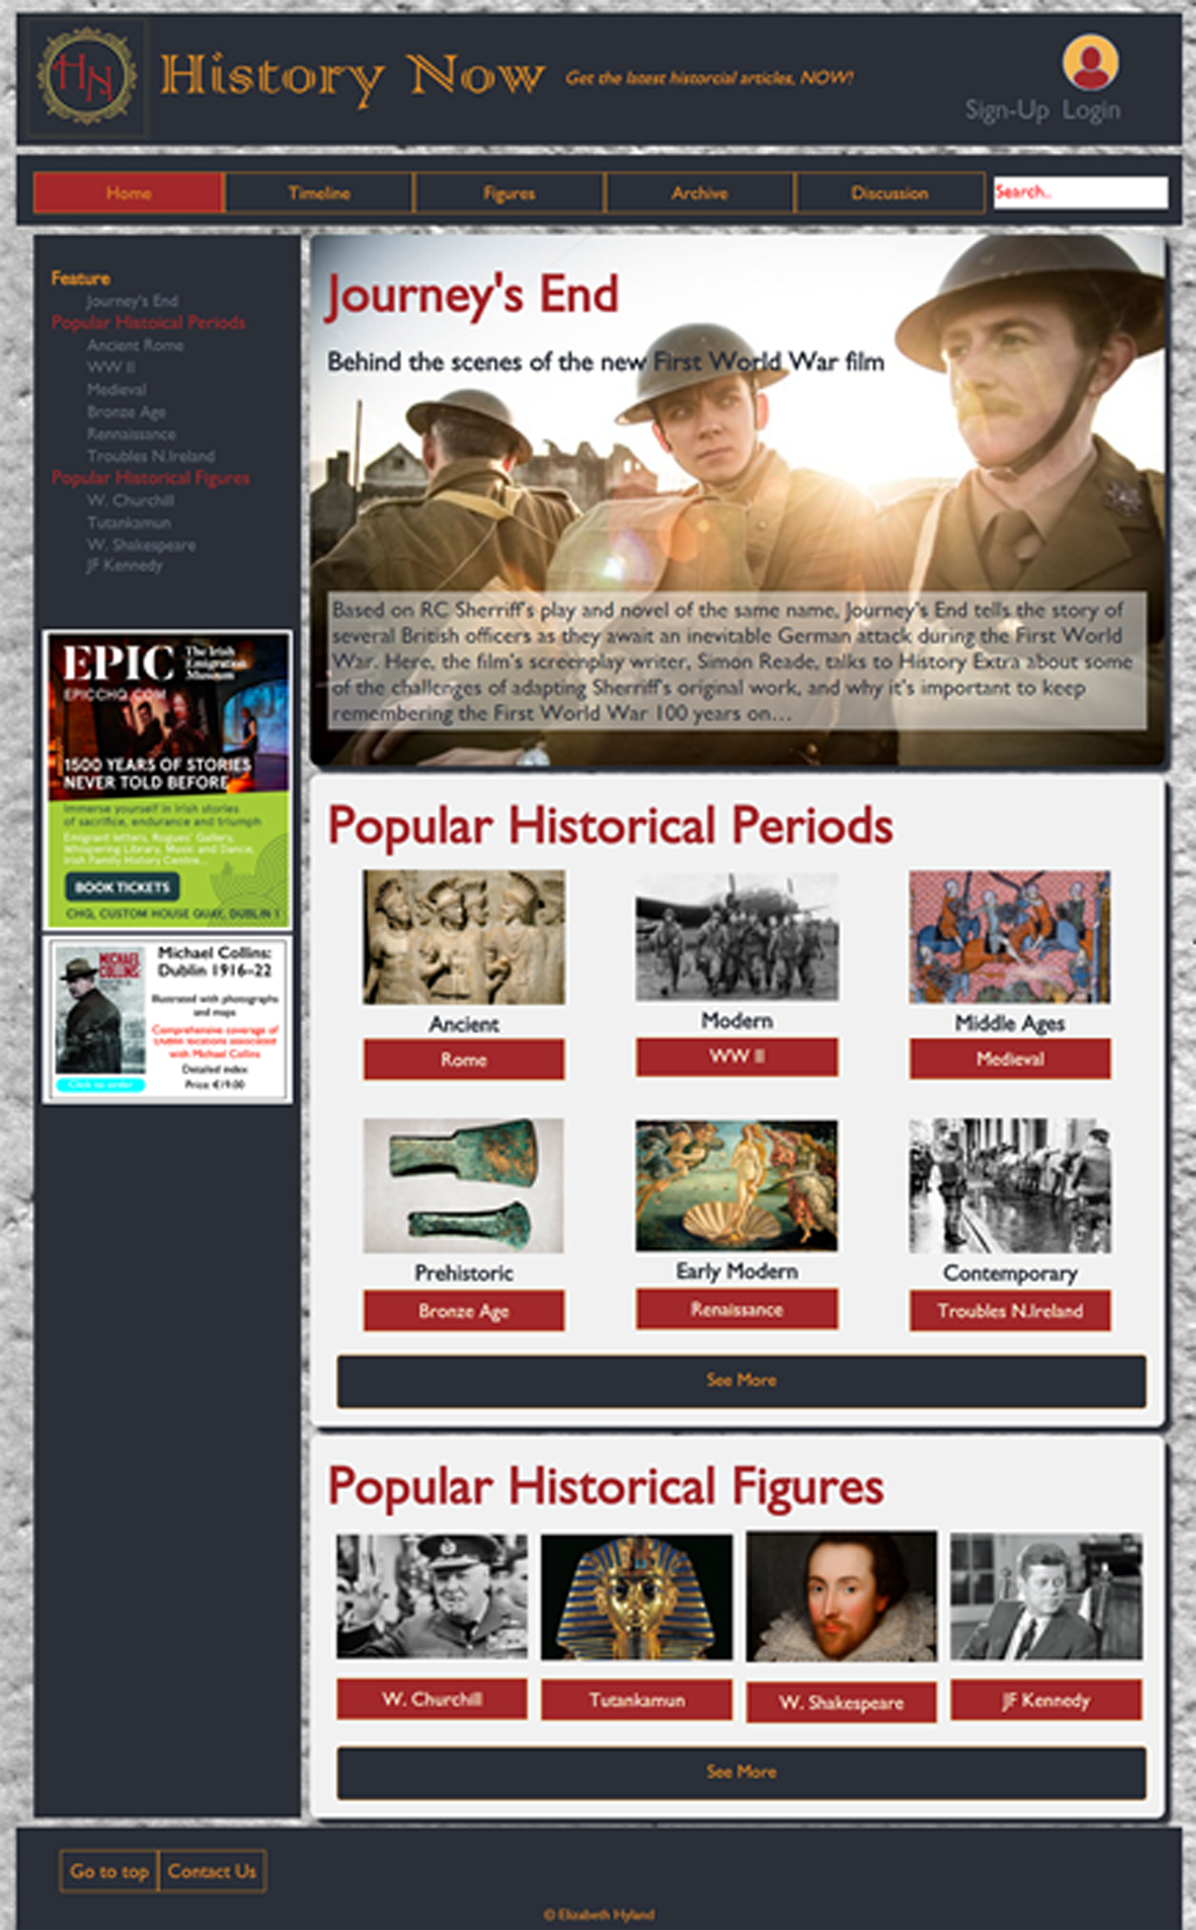 HN
History Now
Get the latest historcial articles, NOW!
Sign-Up Login
Home
Timeline
Figures
Archive
Discussion
Search..
Feature
Journey's End
Popular Histoical Periods
Ancient Rome
WW II
Medieval
Bronze Age
Rennaissance
Troubles N.Ireland
Popular Historical Figures
W. Churchill
Tutankamun
W. Shakespeare
JF Kennedy
EPIC
The Irish
Emigration
Museum
EPICCHQ.COM
1500 YEARS OF STORIES
NEVER TOLD BEFORE
Immerse yourself in Irish stories
of sacrifice, endurance and triumph
Emigrant letters, Rogues' Gallery,
Whispering Library, Music and Dance,
Irish Family History Centre...
BOOK TICKETS
CHQ, CUSTOM HOUSE QUAY, DUBLIN 1
MICHAEL
COLLINS
Michael Collins:
Dublin 1916–22
Illustrated with photographs
and maps
Comprehensive coverage of
Dublin locations associated
with Michael Collins
Detailed index
Price: €19.00
Click to order
Journey's End
Behind the scenes of the new First World War film
Based on RC Sherriff's play and novel of the same name, Journey's End tells the story of
several British officers as they await an inevitable German attack during the First World
War. Here, the film's screenplay writer, Simon Reade, talks to History Extra about some
of the challenges of adapting Sherriff's original work, and why it's important to keep
remembering the First World War 100 years on…
Popular Historical Periods
Ancient
Rome
Modern
WW II
Middle Ages
Medieval
Prehistoric
Bronze Age
Early Modern
Renaissance
Contemporary
Troubles N.Ireland
See More
Popular Historical Figures
W. Churchill
Tutankamun
W. Shakespeare
JF Kennedy
See More
Go to top
Contact Us
© Elizabeth Hyland